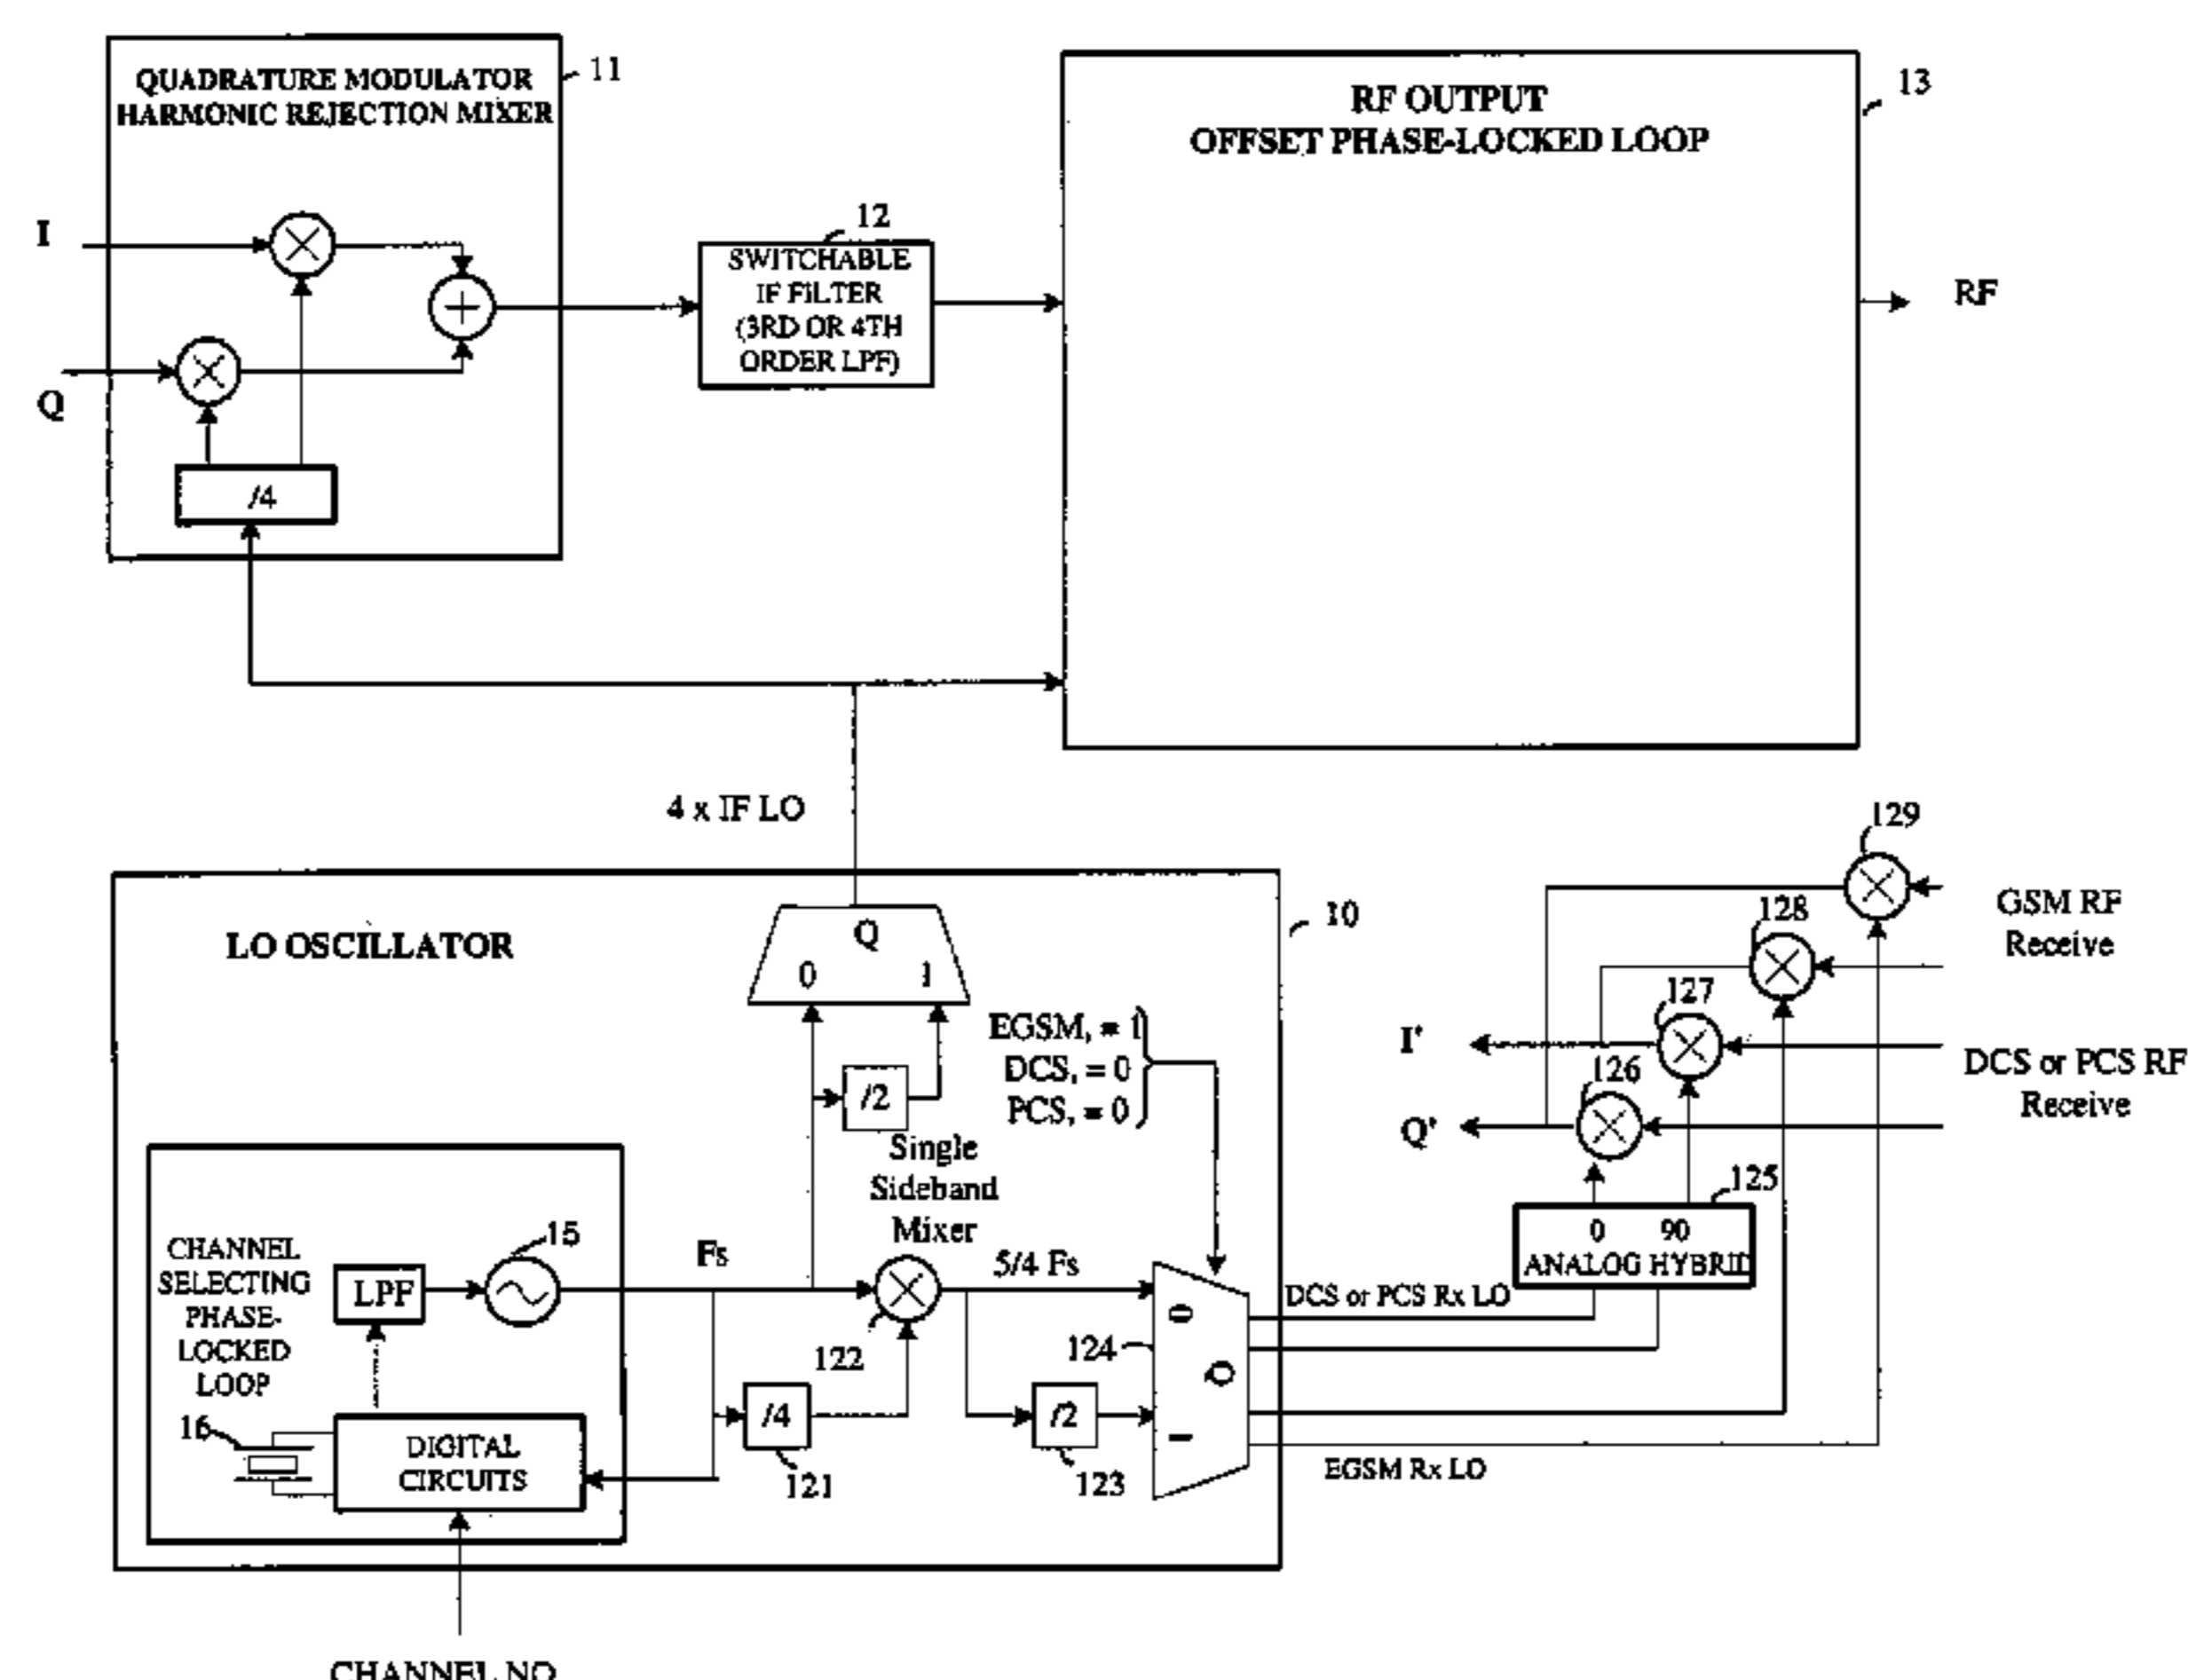 QUADRATURE MODULATOR
HARMONIC REJECTION MIXER
11
I
Q
/4
12
SWITCHABLE
IF FILTER
(3RD OR 4TH
ORDER LPF)
RF OUTPUT
OFFSET PHASE-LOCKED LOOP
13
RF
4 x IF LO
LO OSCILLATOR
10
Q
0 1
/2
EGSM, = 1
DCS, = 0
PCS, = 0
Single
Sideband
Mixer
CHANNEL
SELECTING
PHASE-
LOCKED
LOOP
LPF
15
16
DIGITAL
CIRCUITS
Fs
122
/4
121
5/4 Fs
/2
123
124
0
Q
1
DCS or PCS Rx LO
EGSM Rx LO
129
128
127
126
GSM RF
Receive
DCS or PCS RF
Receive
I'
Q'
125
0 90
ANALOG HYBRID
CHANNEL NO